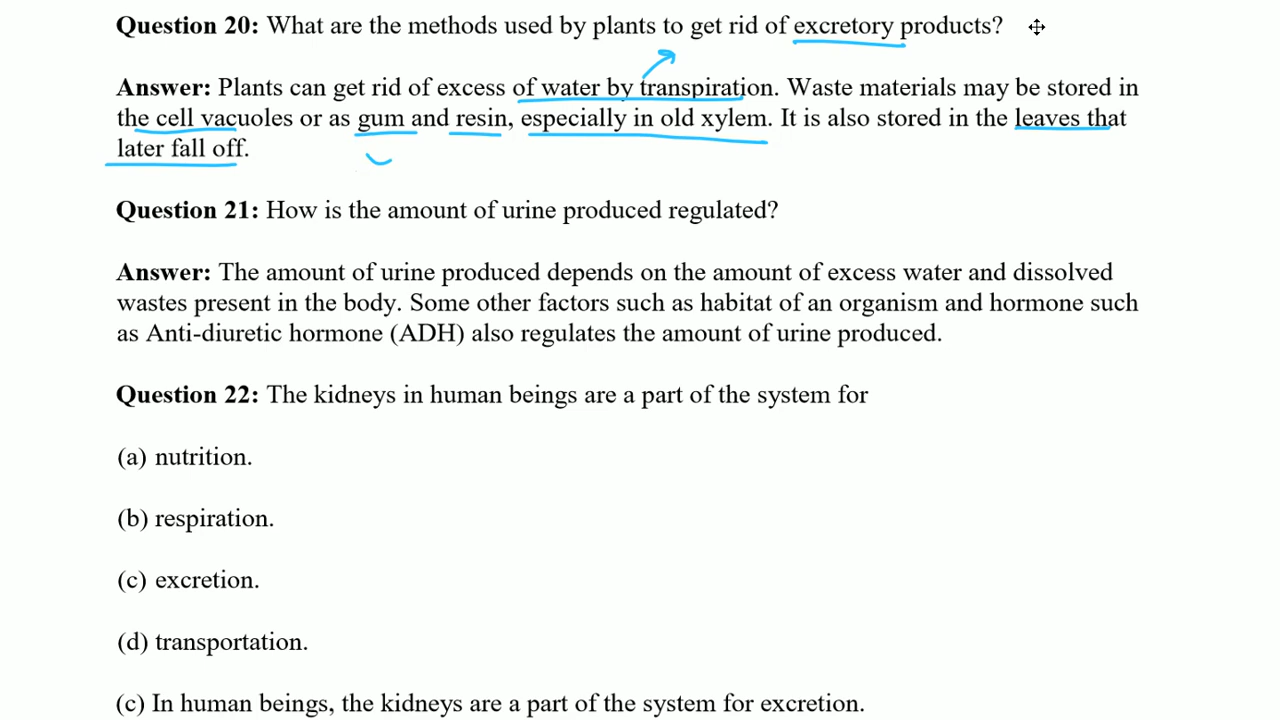 Question 20: What are the methods used by plants to get rid of excretory products?
Answer: Plants can get rid of excess of water by transpiration. Waste materials may be stored in
the cell vacuoles or as gum and resin, especially in old xylem. It is also stored in the leaves that
later fall off.
Question 21: How is the amount of urine produced regulated?
Answer: The amount of urine produced depends on the amount of excess water and dissolved
wastes present in the body. Some other factors such as habitat of an organism and hormone such
as Anti-diuretic hormone (ADH) also regulates the amount of urine produced.
Question 22: The kidneys in human beings are a part of the system for
(a) nutrition.
(b) respiration.
(c) excretion.
(d) transportation.
(c) In human beings, the kidneys are a part of the system for excretion.